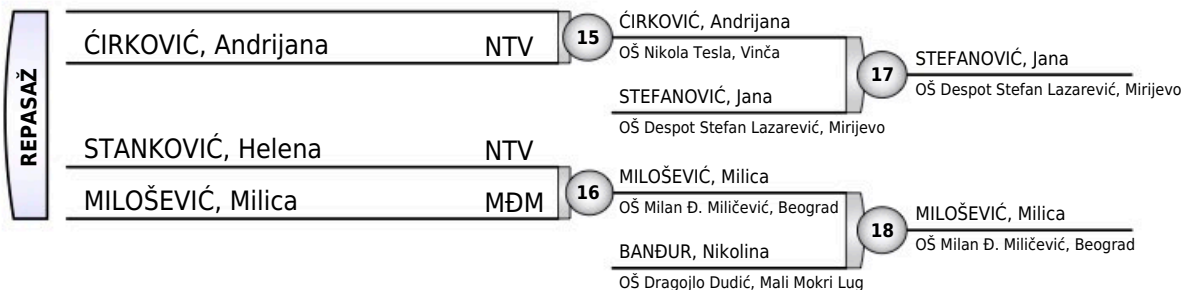 REPASAŽ
ĆIRKOVIĆ, Andrijana NTV
STANKOVIĆ, Helena NTV
MILOŠEVIĆ, Milica MĐM
15
ĆIRKOVIĆ, Andrijana
OŠ Nikola Tesla, Vinča
STEFANOVIĆ, Jana
OŠ Despot Stefan Lazarević, Mirijevo
16
MILOŠEVIĆ, Milica
OŠ Milan Đ. Miličević, Beograd
BANĐUR, Nikolina
OŠ Dragojlo Dudić, Mali Mokri Lug
17
STEFANOVIĆ, Jana
OŠ Despot Stefan Lazarević, Mirijevo
18
MILOŠEVIĆ, Milica
OŠ Milan Đ. Miličević, Beograd